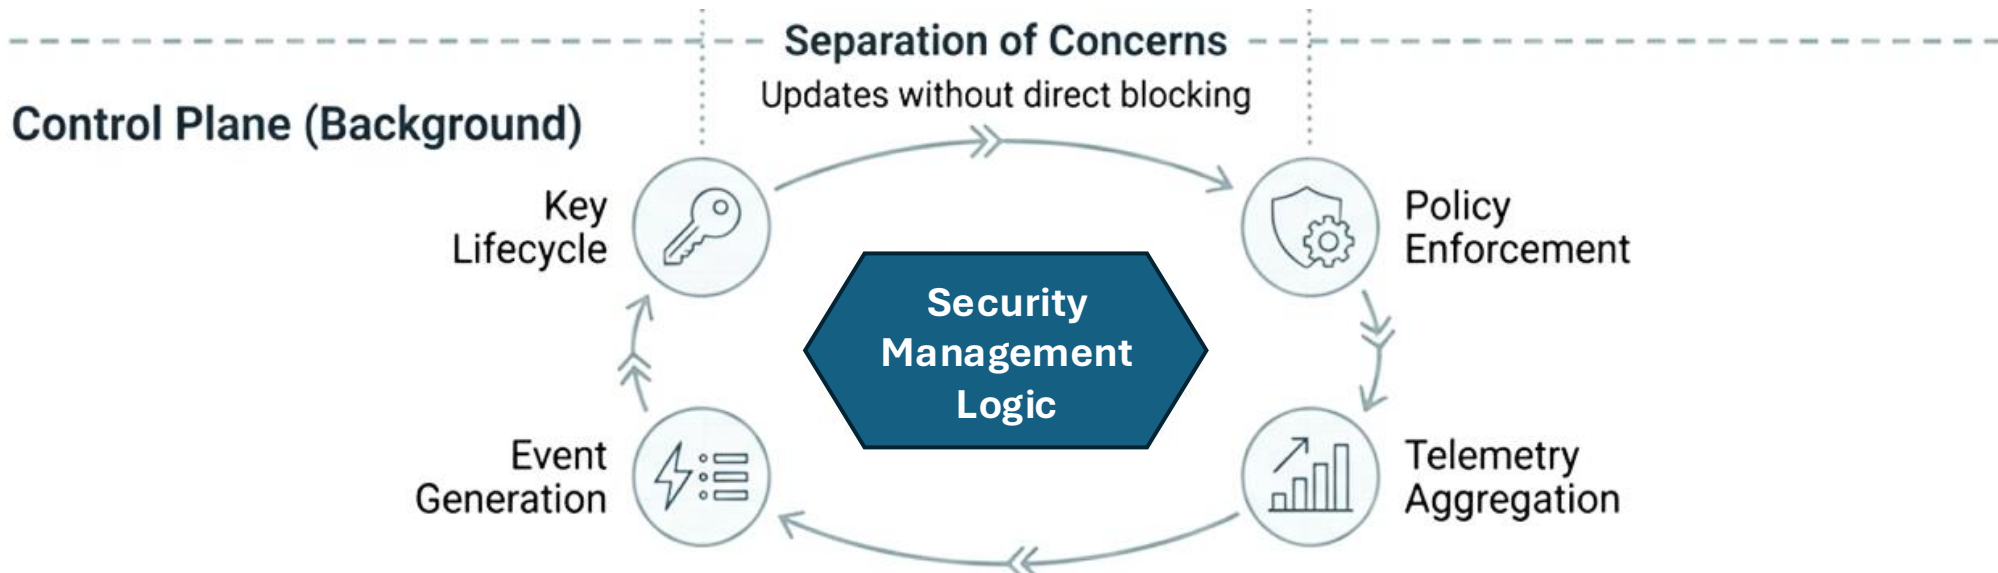 Separation of Concerns
Updates without direct blocking
Control Plane (Background)
Key
Lifecycle
Policy
Enforcement
Security
Management
Logic
Event
Generation
Telemetry
Aggregation